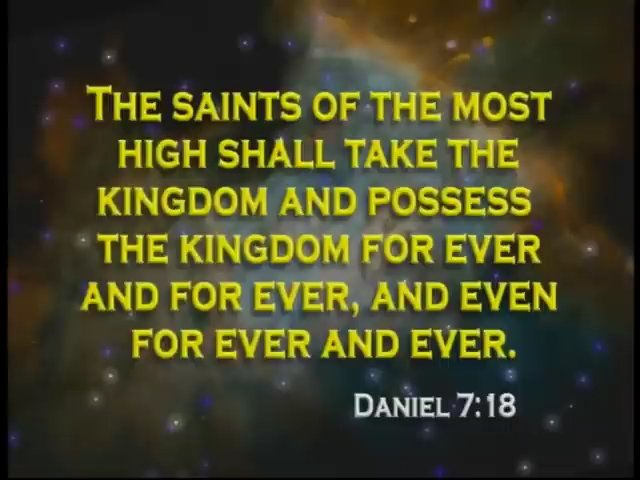 THE SAINTS OF THE MOST
HIGH SHALL TAKE THE
KINGDOM AND POSSESS
THE KINGDOM FOR EVER
AND FOR EVER, AND EVEN
FOR EVER AND EVER.
DANIEL 7:18